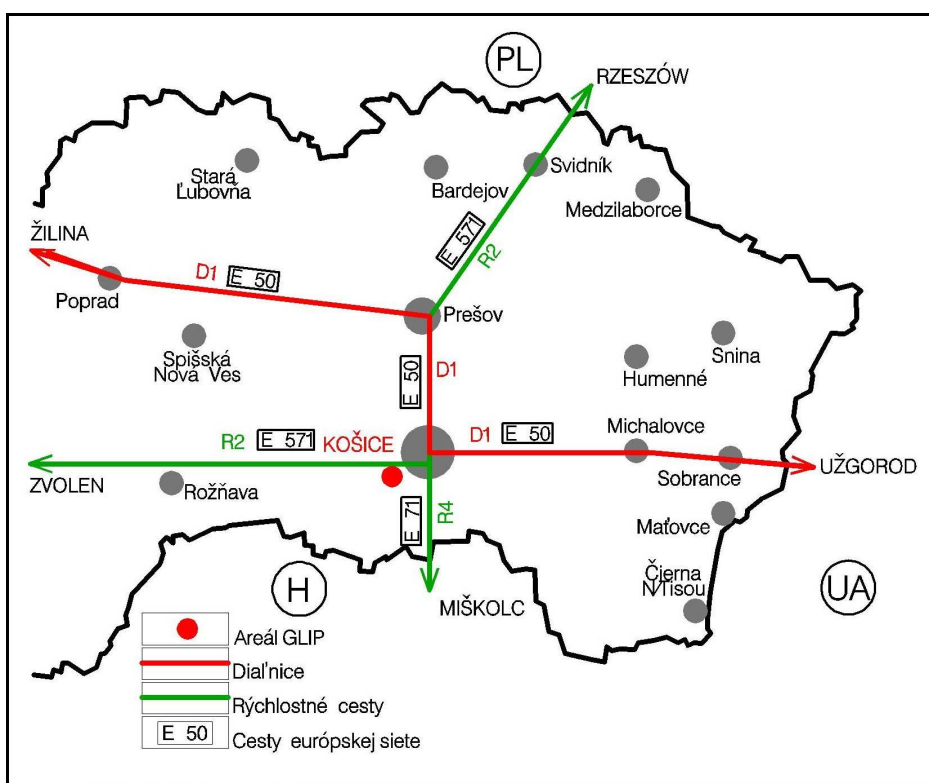 PL
RZESZÓW
Svidník
Stará
Ľubovňa
Bardejov
Medzilaborce
E 571
R2
ŽILINA
D1
E 50
Poprad
Prešov
Spišská
Nová Ves
E 50
D1
Snina
Humenné
R2
E 571
KOŠICE
D1
E 50
Michalovce
ZVOLEN
Rožňava
Sobrance
UŽGOROD
E 71
R4
Maťovce
Čierna
N/Tisou
H
MIŠKOLC
UA
Areál GLIP
Diaľnice
Rýchlostné cesty
E 50
Cesty európskej siete